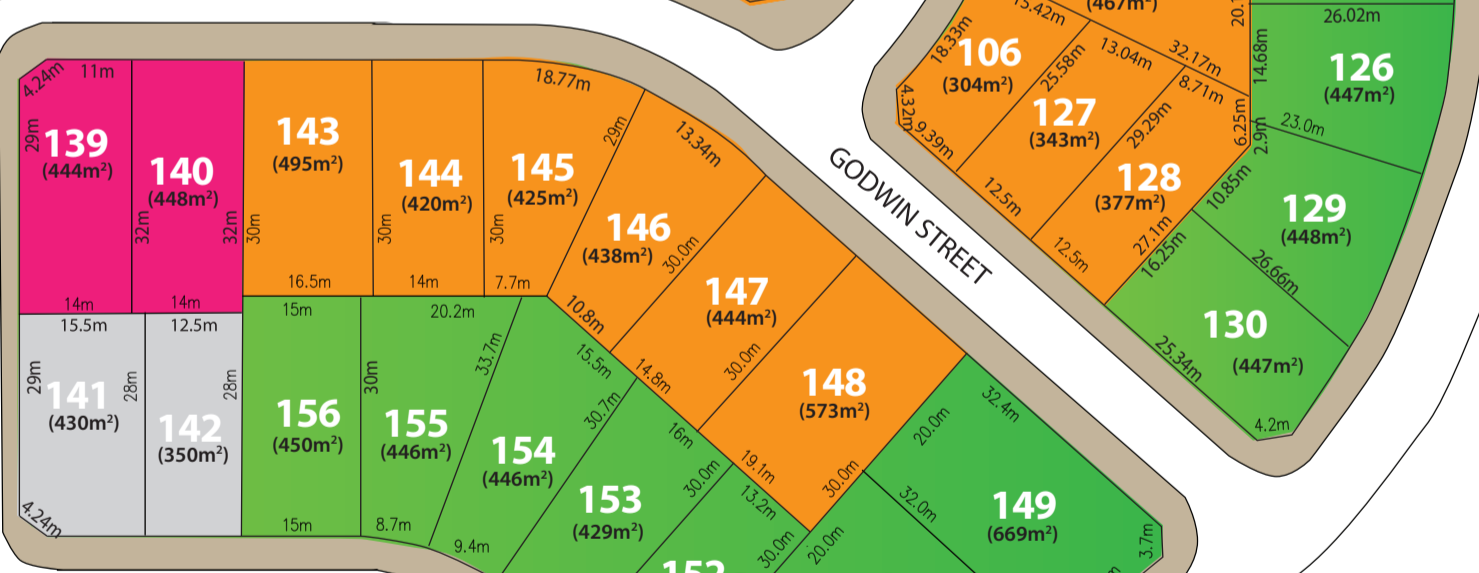 (467m²)
15.42m
20.1
26.02m
18.33m
106
(304m²)
4.32m
9.39m
25.58m
13.04m
32.17m
127
(343m²)
12.5m
29.29m
8.71m
6.25m
128
(377m²)
12.5m
27.1m
14.68m
126
(447m²)
2.9m
23.0m
10.85m
129
(448m²)
16.25m
26.66m
130
(447m²)
25.34m
4.2m
GODWIN STREET
4.24m
11m
29m
139
(444m²)
14m
140
(448m²)
32m
32m
14m
143
(495m²)
30m
16.5m
144
(420m²)
30m
14m
18.77m
145
(425m²)
30m
7.7m
29m
13.34m
146
(438m²)
30.0m
10.8m
147
(444m²)
30.0m
14.8m
148
(573m²)
30.0m
19.1m
15.5m
29m
141
(430m²)
28m
4.24m
12.5m
142
(350m²)
28m
15m
156
(450m²)
30m
15m
20.2m
155
(446m²)
33.7m
8.7m
15.5m
154
(446m²)
30.7m
9.4m
16m
153
(429m²)
30.0m
13.2m
152
30.0m
20.0m
32.4m
20.0m
32.0m
149
(669m²)
3.7m
m